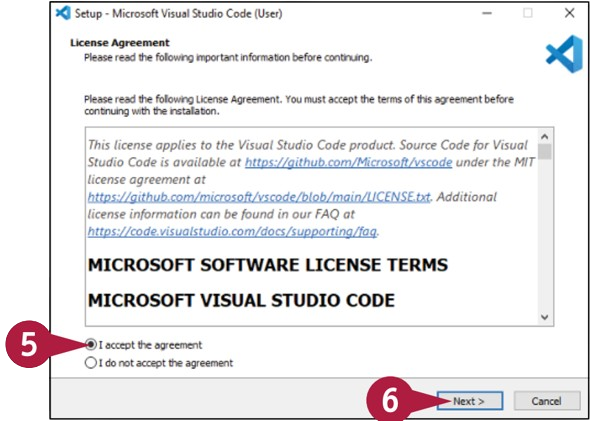 Setup - Microsoft Visual Studio Code (User)
License Agreement
Please read the following important information before continuing.
Please read the following License Agreement. You must accept the terms of this agreement before
continuing with the installation.
This license applies to the Visual Studio Code product. Source Code for Visual
Studio Code is available at https://github.com/Microsoft/vscode under the MIT
license agreement at
https://github.com/microsoft/vscode/blob/main/LICENSE.txt. Additional
license information can be found in our FAQ at
https://code.visualstudio.com/docs/supporting/faq.
MICROSOFT SOFTWARE LICENSE TERMS
MICROSOFT VISUAL STUDIO CODE
5
I accept the agreement
I do not accept the agreement
6
Next >
Cancel